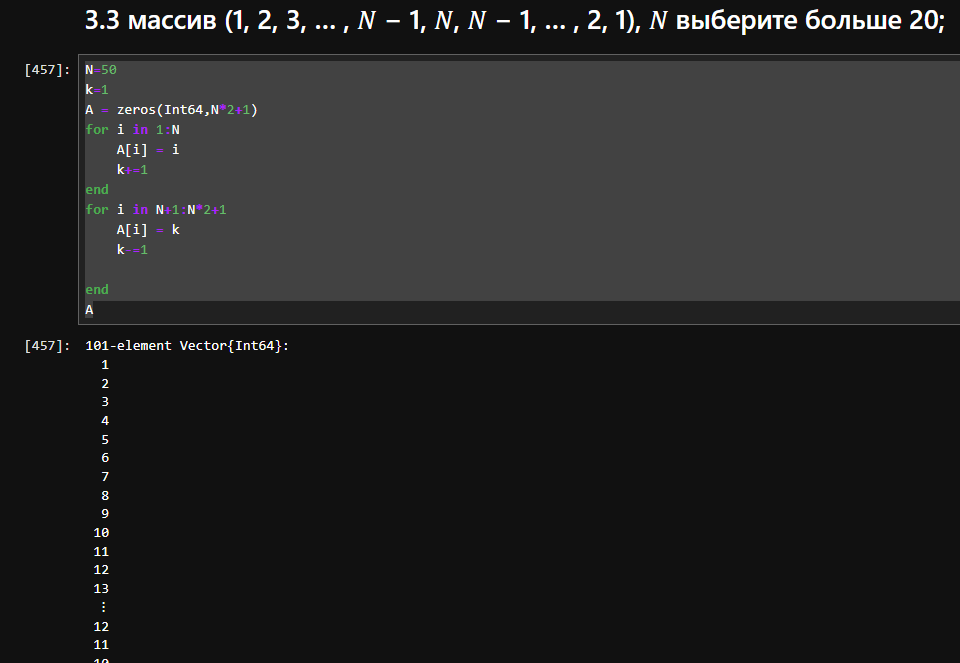 3.3 массив (1, 2, 3, … , N − 1, N, N − 1, … , 2, 1), N выберите больше 20;
[457]: N=50
k=1
A = zeros(Int64,N*2+1)
for i in 1:N
    A[i] = i
    k+=1
end
for i in N+1:N*2+1
    A[i] = k
    k-=1
end
A
[457]: 101-element Vector{Int64}:
1
2
3
4
5
6
7
8
9
10
11
12
13
⋮
12
11
10